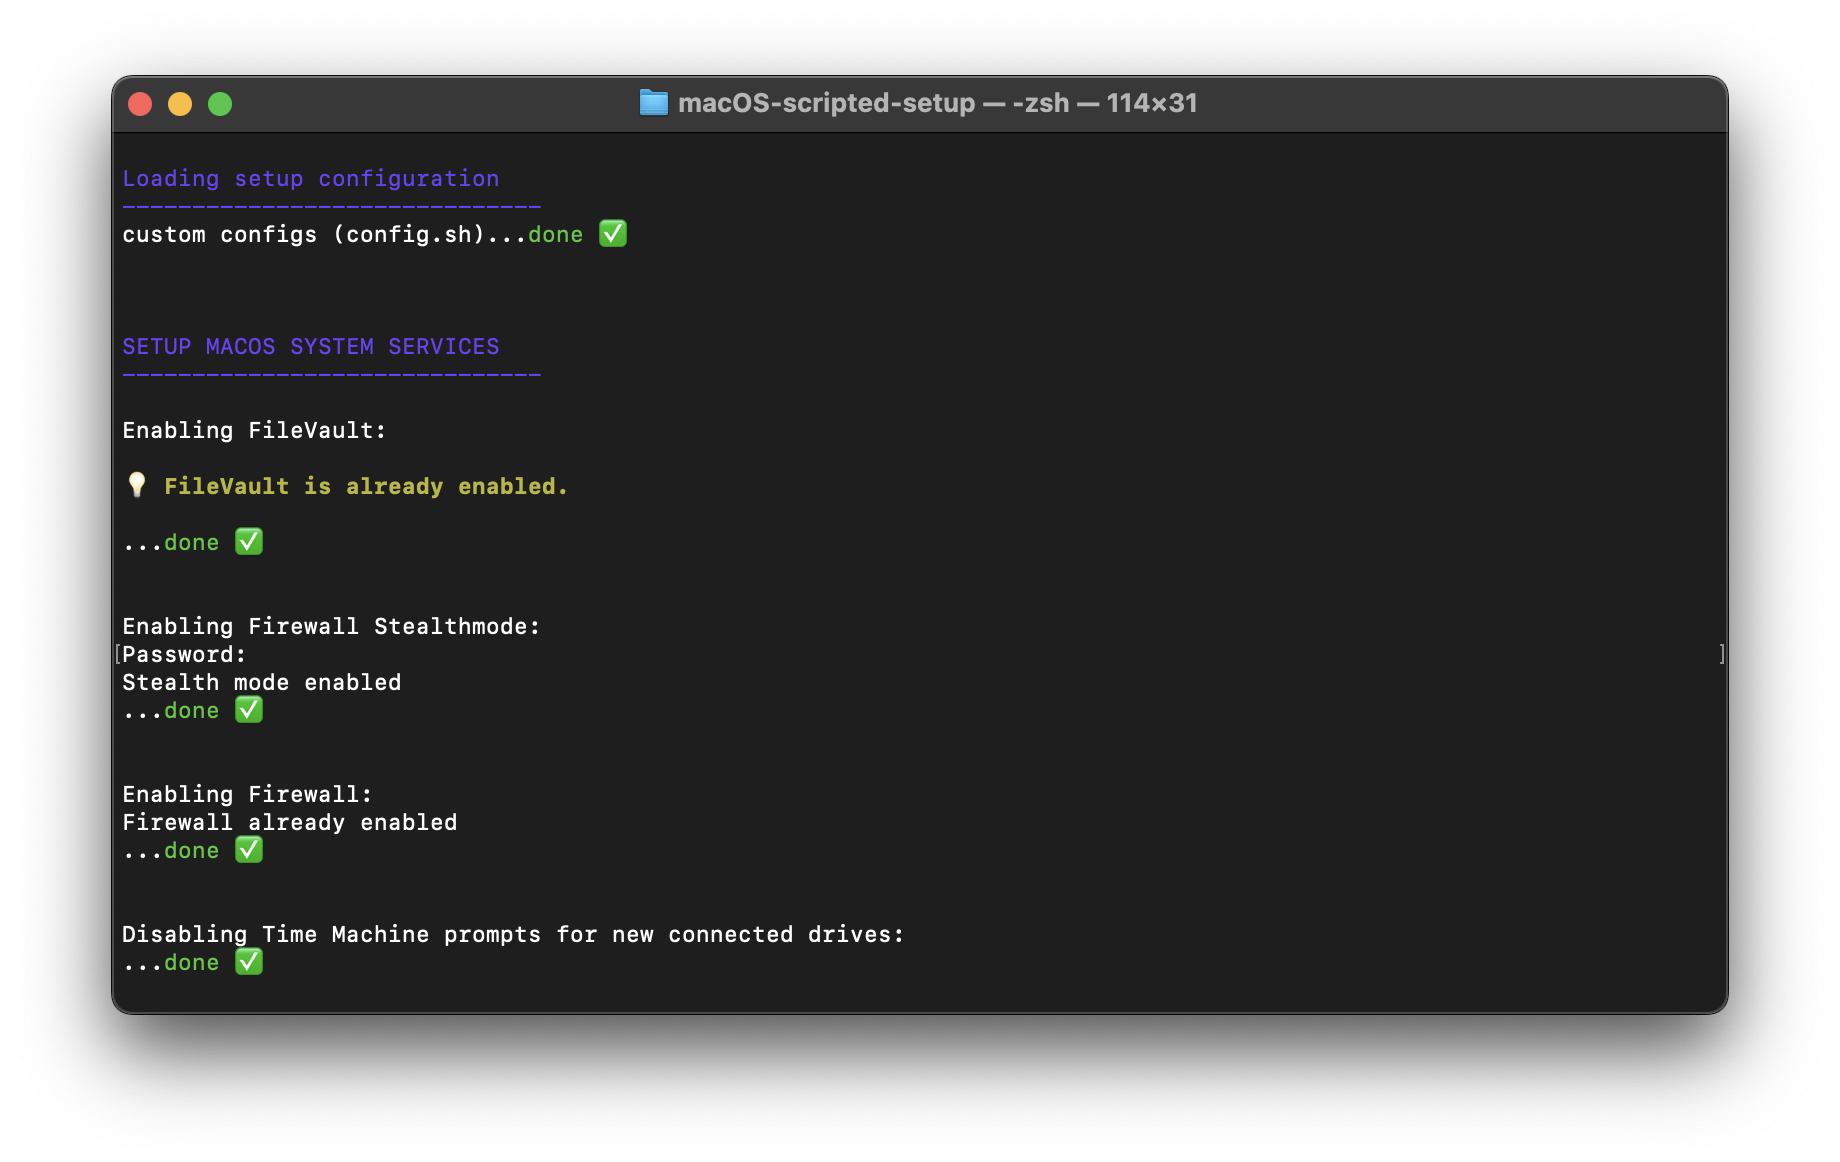 macOS-scripted-setup — -zsh — 114×31
Loading setup configuration
------------------------------
custom configs (config.sh)...done ✅
SETUP MACOS SYSTEM SERVICES
------------------------------
Enabling FileVault:
💡 FileVault is already enabled.
...done ✅
Enabling Firewall Stealthmode:
[Password: ]
Stealth mode enabled
...done ✅
Enabling Firewall:
Firewall already enabled
...done ✅
Disabling Time Machine prompts for new connected drives:
...done ✅